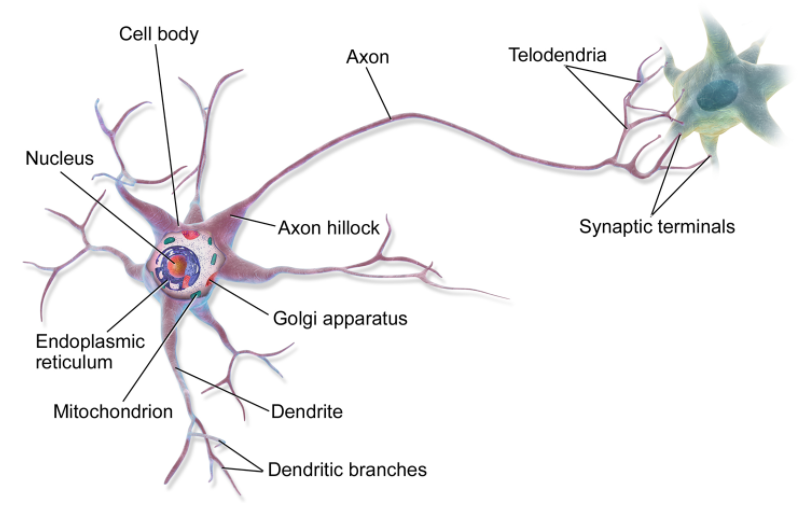 Cell body
Axon
Telodendria
Nucleus
Axon hillock
Synaptic terminals
Golgi apparatus
Endoplasmic
reticulum
Mitochondrion
Dendrite
Dendritic branches